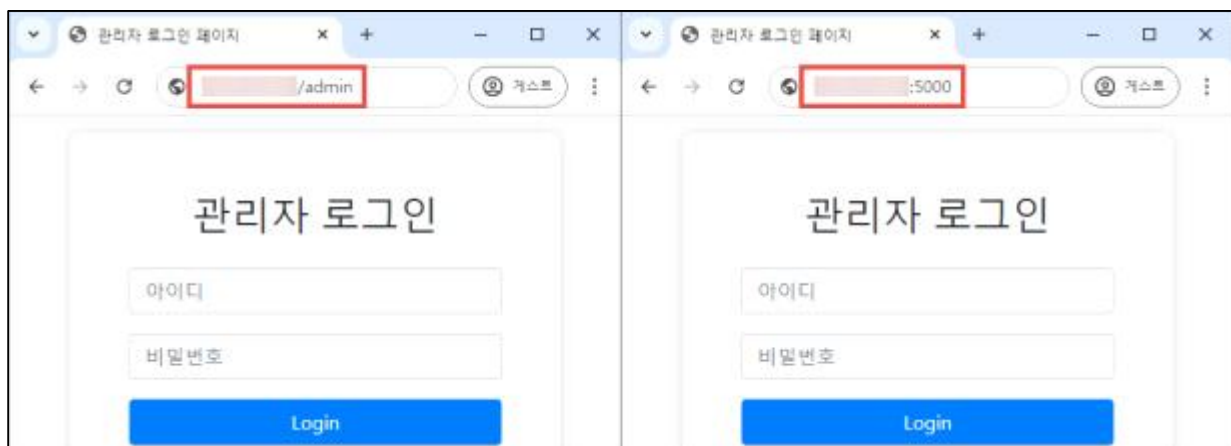 관리자 로그인 페이지
/admin
게스트
관리자 로그인
아이디
비밀번호
Login
관리자 로그인 페이지
:5000
게스트
관리자 로그인
아이디
비밀번호
Login